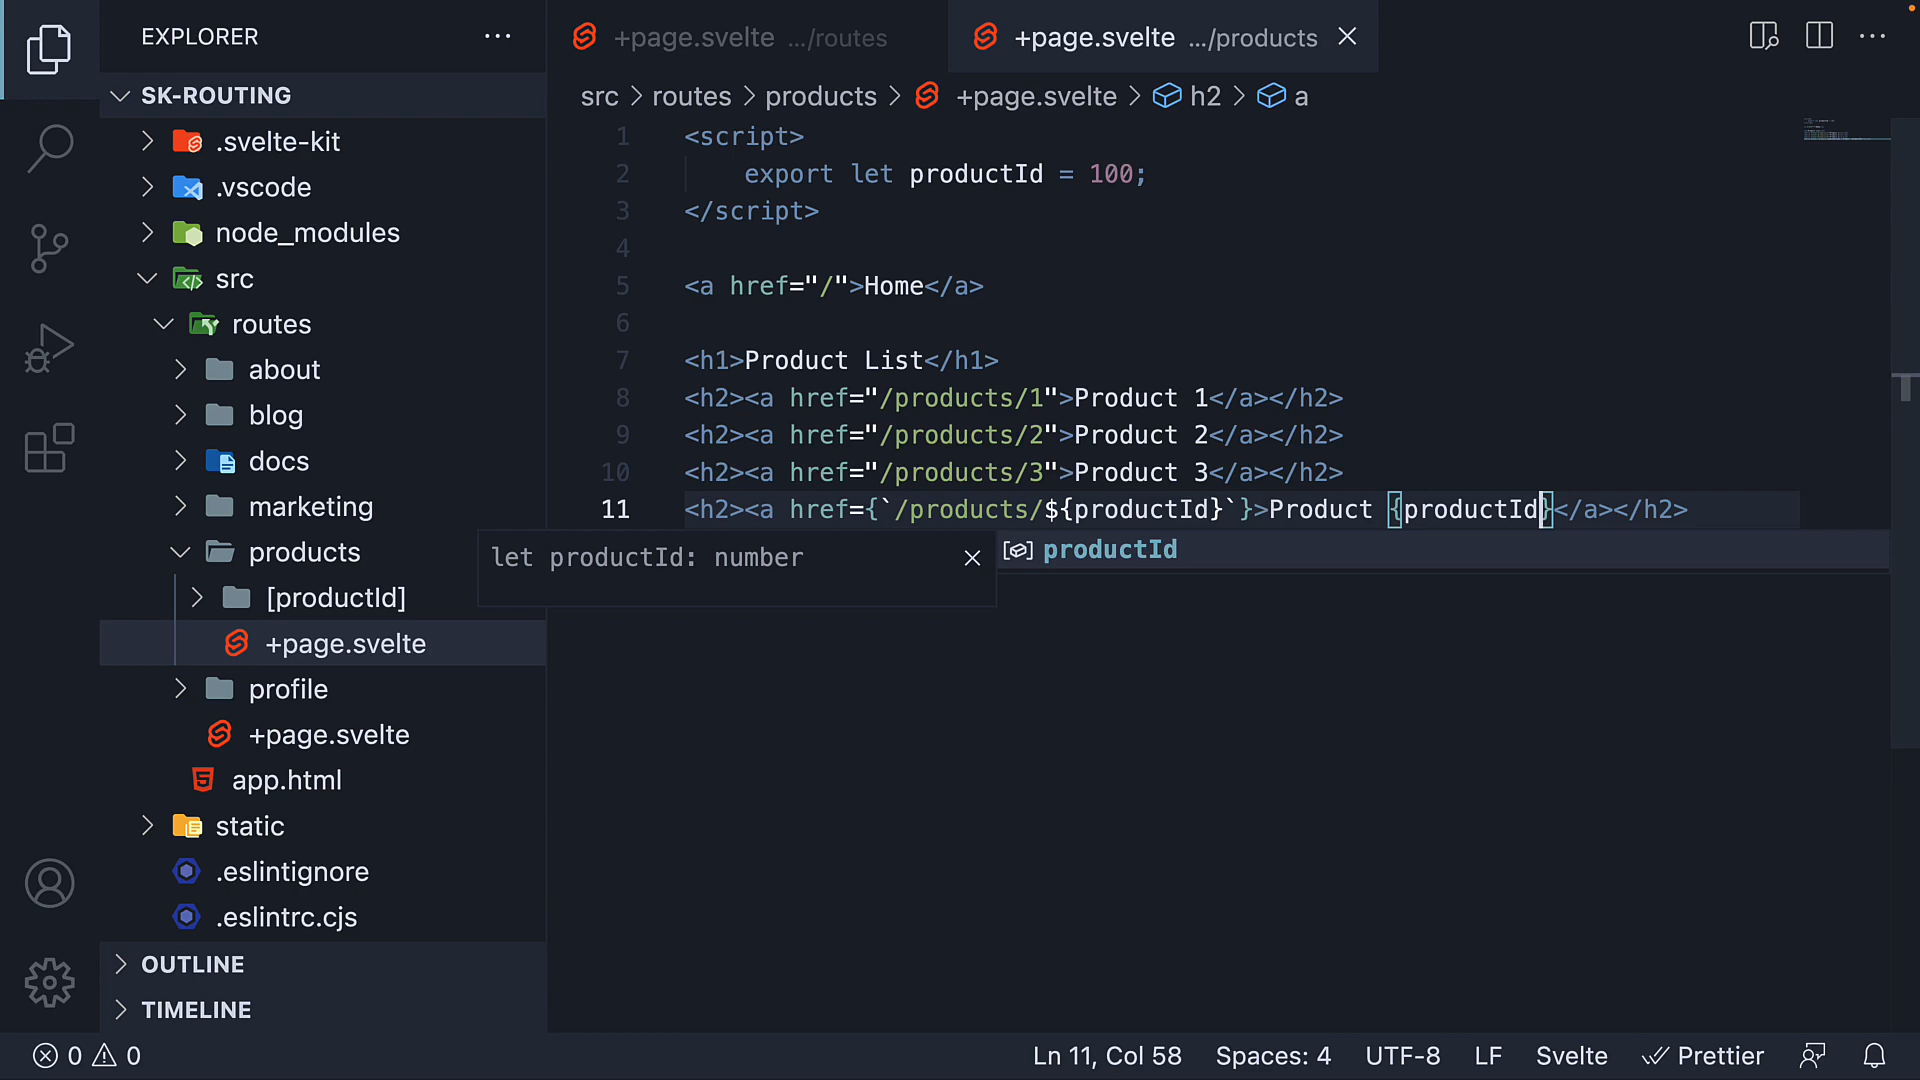 EXPLORER
SK-ROUTING
.svelte-kit
.vscode
node_modules
src
routes
about
blog
docs
marketing
products
[productId]
+page.svelte
profile
+page.svelte
app.html
static
.eslintignore
.eslintrc.cjs
OUTLINE
TIMELINE
+page.svelte .../routes
+page.svelte .../products
src > routes > products > +page.svelte > h2 > a
1 <script>
2 export let productId = 100;
3 </script>
4
5 <a href="/">Home</a>
6
7 <h1>Product List</h1>
8 <h2><a href="/products/1">Product 1</a></h2>
9 <h2><a href="/products/2">Product 2</a></h2>
10 <h2><a href="/products/3">Product 3</a></h2>
11 <h2><a href={`/products/${productId}`}>Product {productId}</a></h2>
let productId: number
productId
0 0
Ln 11, Col 58 Spaces: 4 UTF-8 LF Svelte Prettier